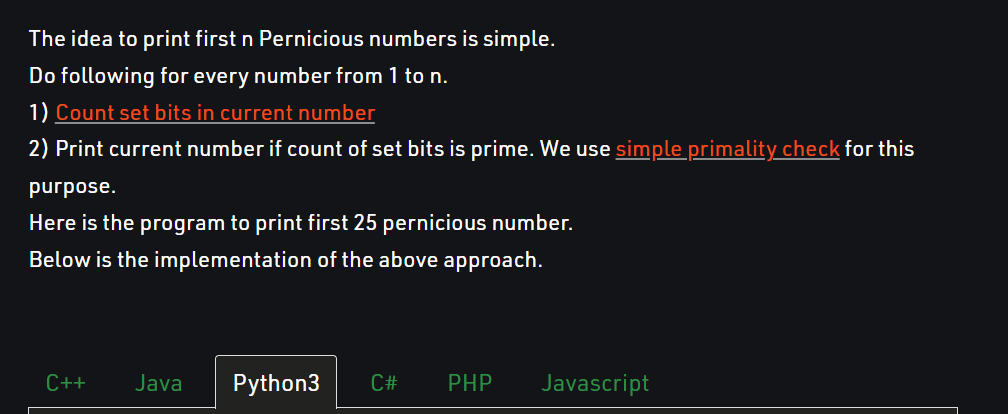 The idea to print first n Pernicious numbers is simple.
Do following for every number from 1 to n.
1) Count set bits in current number
2) Print current number if count of set bits is prime. We use simple primality check for this
purpose.
Here is the program to print first 25 pernicious number.
Below is the implementation of the above approach.
C++ Java Python3 C# PHP Javascript